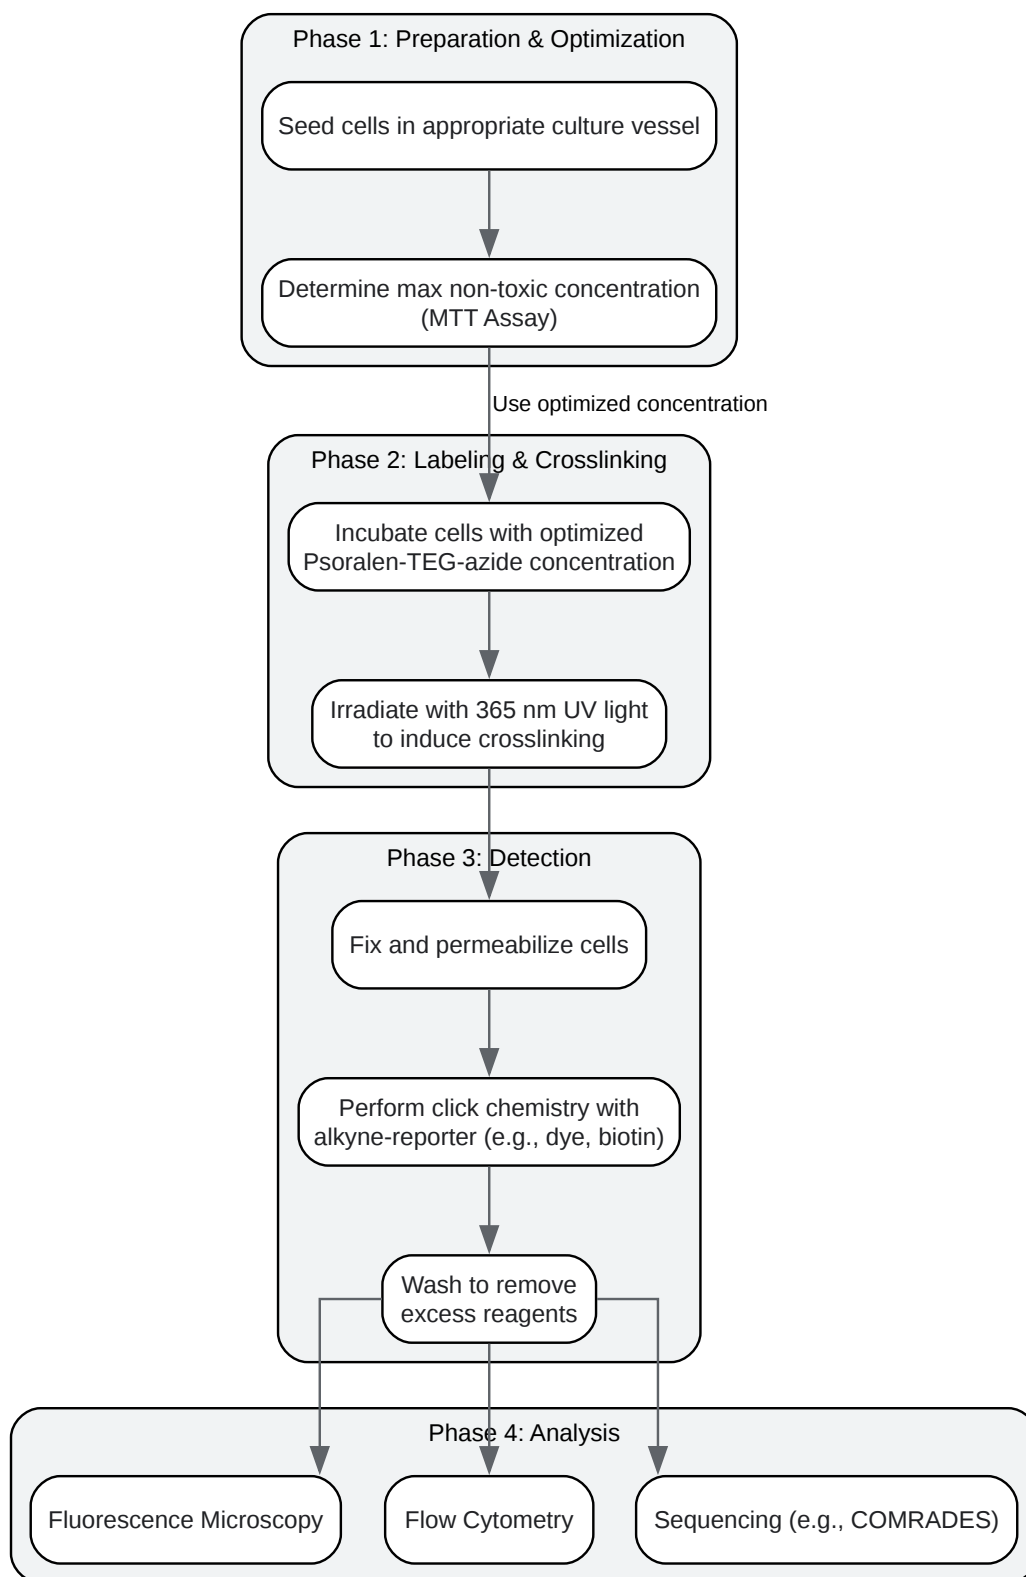 Phase 1: Preparation & Optimization
Seed cells in appropriate culture vessel
Determine max non-toxic concentration
(MTT Assay)
Use optimized concentration
Phase 2: Labeling & Crosslinking
Incubate cells with optimized
Psoralen-TEG-azide concentration
Irradiate with 365 nm UV light
to induce crosslinking
Phase 3: Detection
Fix and permeabilize cells
Perform click chemistry with
alkyne-reporter (e.g., dye, biotin)
Wash to remove
excess reagents
Phase 4: Analysis
Fluorescence Microscopy
Flow Cytometry
Sequencing (e.g., COMRADES)